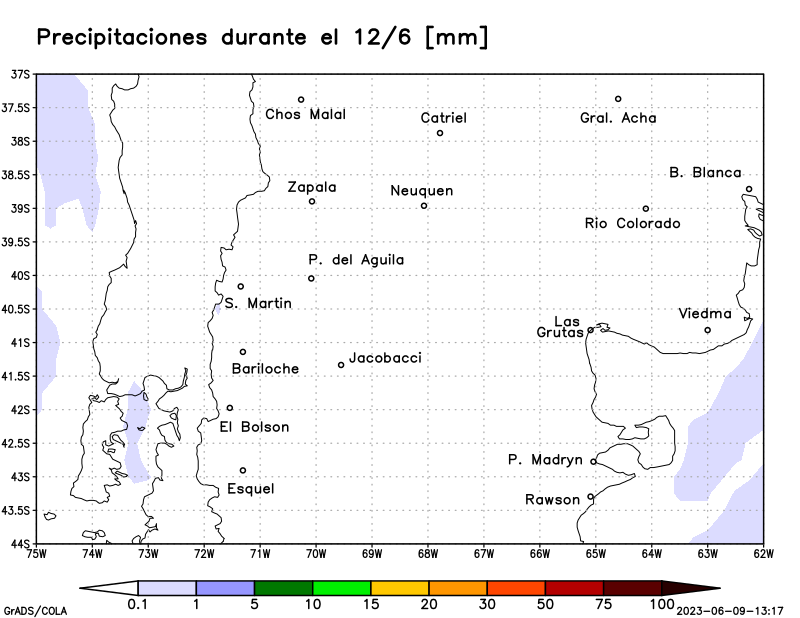 Precipitaciones durante el 12/6 [mm]
37S
37.5S
38S
38.5S
39S
39.5S
40S
40.5S
41S
41.5S
42S
42.5S
43S
43.5S
44S
Chos Malal
Catriel
Gral. Acha
B. Blanca
Zapala
Neuquen
Rio Colorado
P. del Aguila
S. Martin
Viedma
Las
Grutas
Jacobacci
Bariloche
El Bolson
P. Madryn
Esquel
Rawson
75W 74W 73W 72W 71W 70W 69W 68W 67W 66W 65W 64W 63W 62W
0.1 1 5 10 15 20 30 50 75 100
GrADS/COLA 2023-06-09-13:17